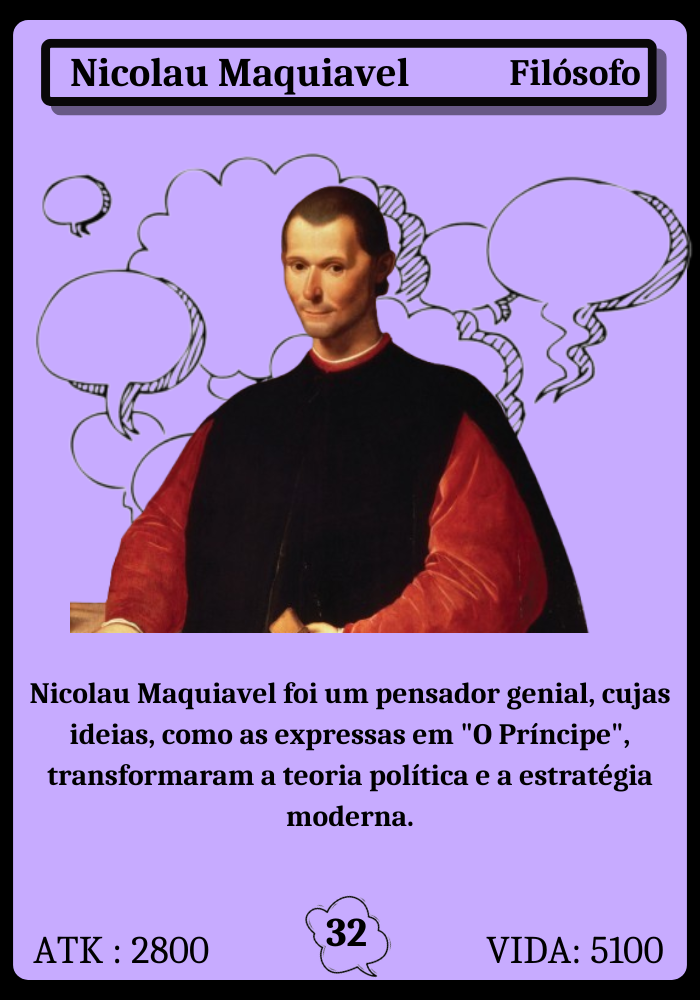 Nicolau Maquiavel Filósofo
Nicolau Maquiavel foi um pensador genial, cujas
ideias, como as expressas em "O Príncipe",
transformaram a teoria política e a estratégia
moderna.
ATK : 2800 32 VIDA: 5100